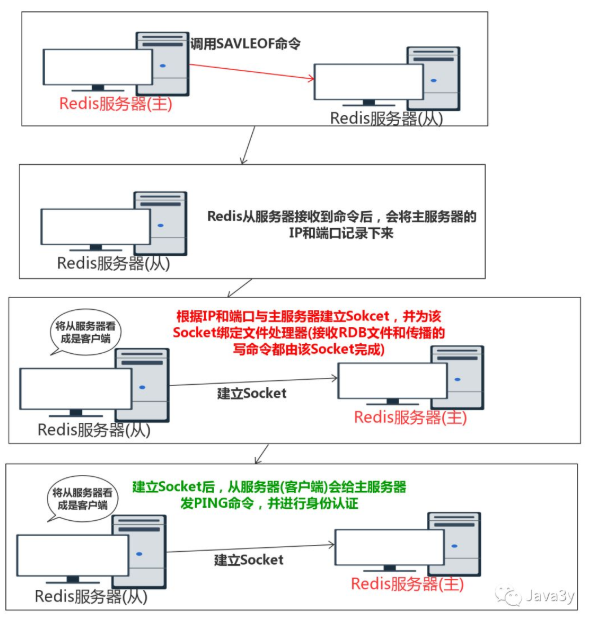 调用SAVLEOF命令
Redis服务器(主)
Redis服务器(从)
Redis从服务器接收到命令后，会将主服务器的
IP和端口记录下来
Redis服务器(从)
根据IP和端口与主服务器建立Sokcet，并为该
Socket绑定文件处理器(接收RDB文件和传播的
写命令都由该Socket完成)
将从服务器看
成是客户端
建立Socket
Redis服务器(主)
Redis服务器(从)
建立Socket后，从服务器(客户端)会给主服务器
发PING命令，并进行身份认证
将从服务器看
成是客户端
建立Socket
Redis服务器(主)
Redis服务器(从)
Java3y